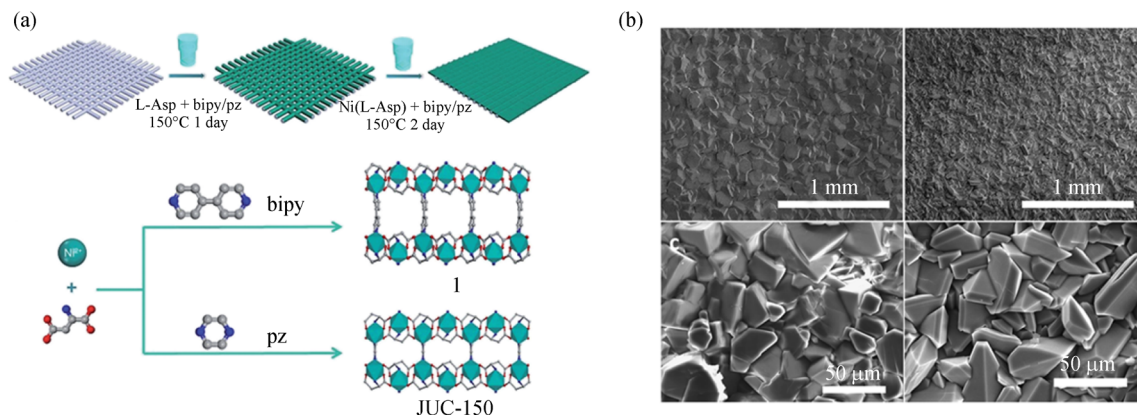 (a)
L-Asp + bipy/pz
150°C 1 day
Ni(L-Asp) + bipy/pz
150°C 2 day
bipy
1
Ni²⁺
+
pz
JUC-150
(b)
1 mm
1 mm
c
50 μm
50 μm